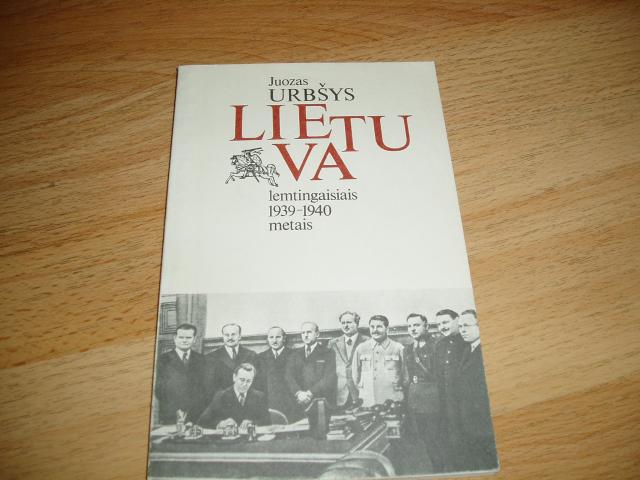 Juozas
URBŠYS
LIETU
VA
lemtingaisiais
1939–1940
metais